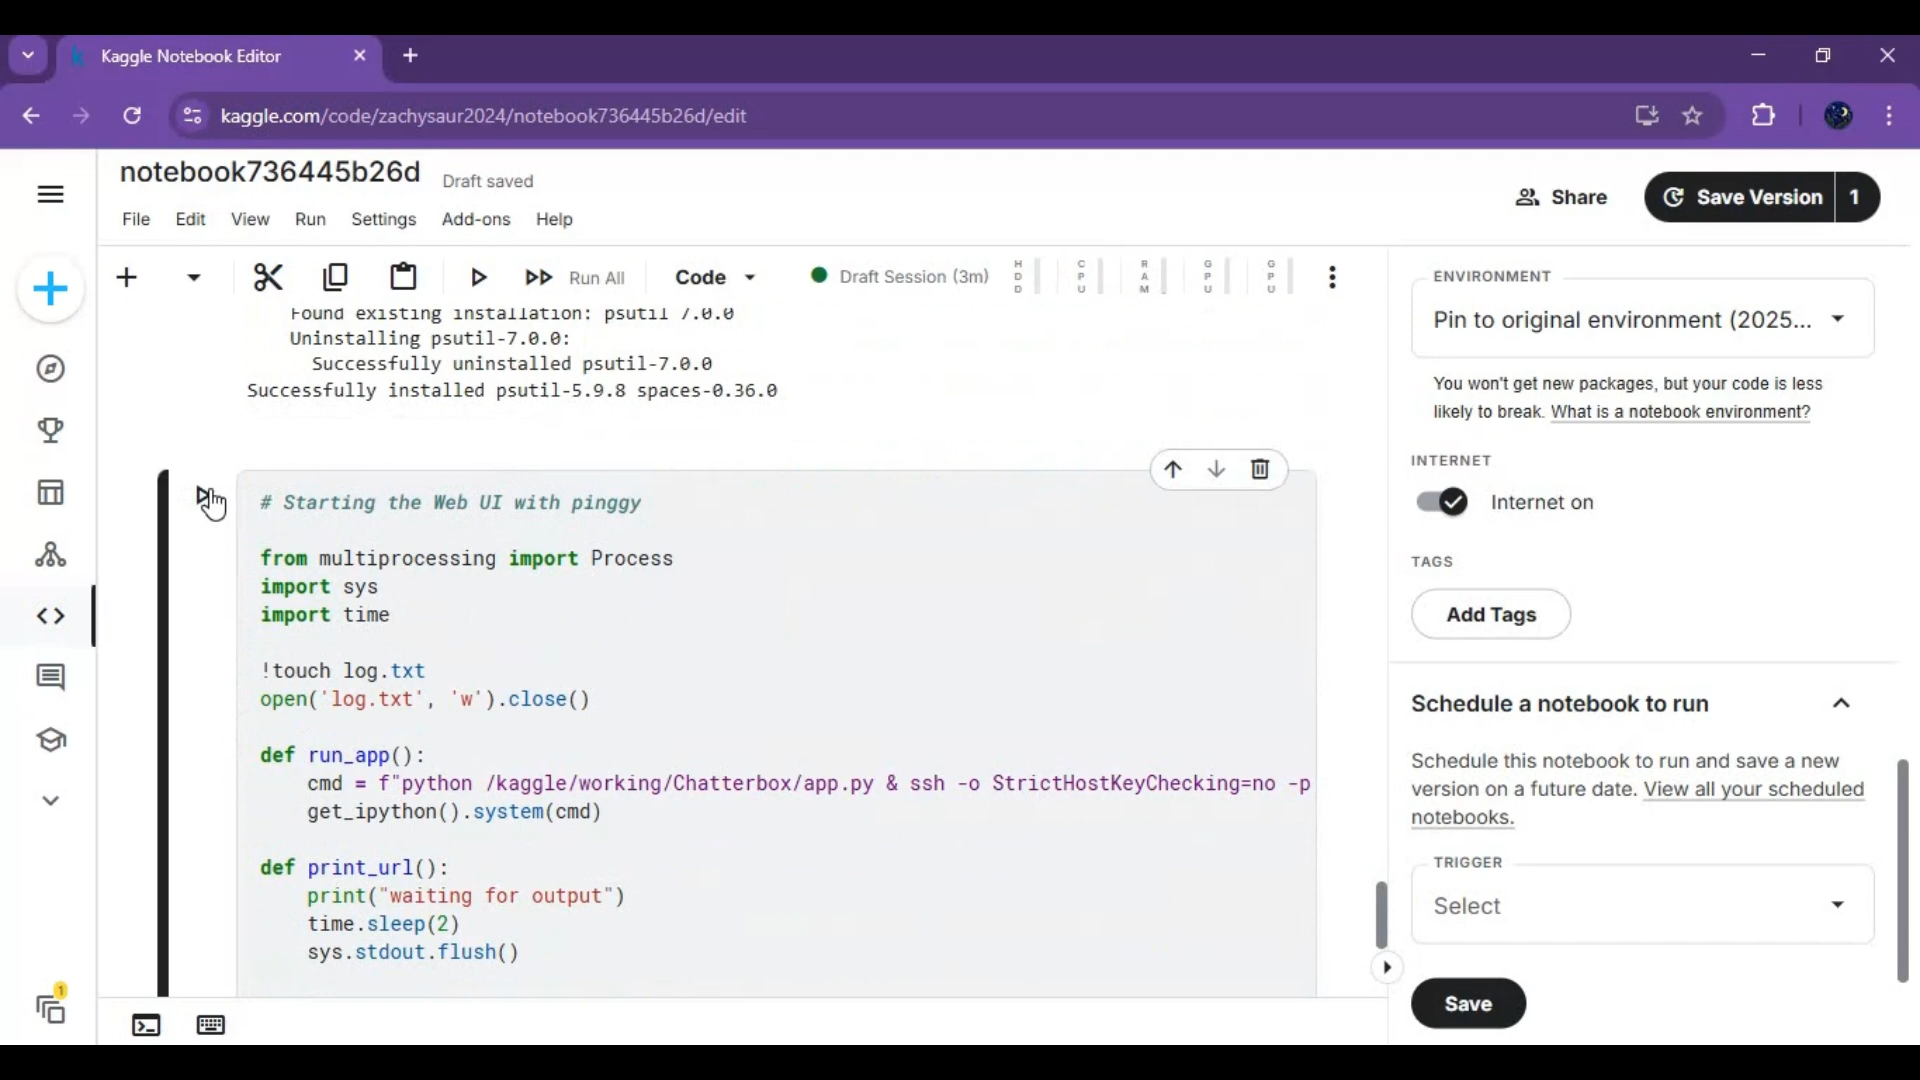 Kaggle Notebook Editor
kaggle.com/code/zachysaur2024/notebook736445b26d/edit
notebook736445b26d
Draft saved
File Edit View Run Settings Add-ons Help
Share
Save Version 1
Run All
Code
Draft Session (3m)
HDD
CPU
RAM
GPU
GPU
Found existing installation: psutil 7.0.0
Uninstalling psutil-7.0.0:
Successfully uninstalled psutil-7.0.0
Successfully installed psutil-5.9.8 spaces-0.36.0
# Starting the Web UI with pinggy
from multiprocessing import Process
import sys
import time
!touch log.txt
open('log.txt', 'w').close()
def run_app():
cmd = f"python /kaggle/working/Chatterbox/app.py & ssh -o StrictHostKeyChecking=no -p
get_ipython().system(cmd)
def print_url():
print("waiting for output")
time.sleep(2)
sys.stdout.flush()
ENVIRONMENT
Pin to original environment (2025...
You won't get new packages, but your code is less
likely to break. What is a notebook environment?
INTERNET
Internet on
TAGS
Add Tags
Schedule a notebook to run
Schedule this notebook to run and save a new
version on a future date. View all your scheduled
notebooks.
TRIGGER
Select
Save
1